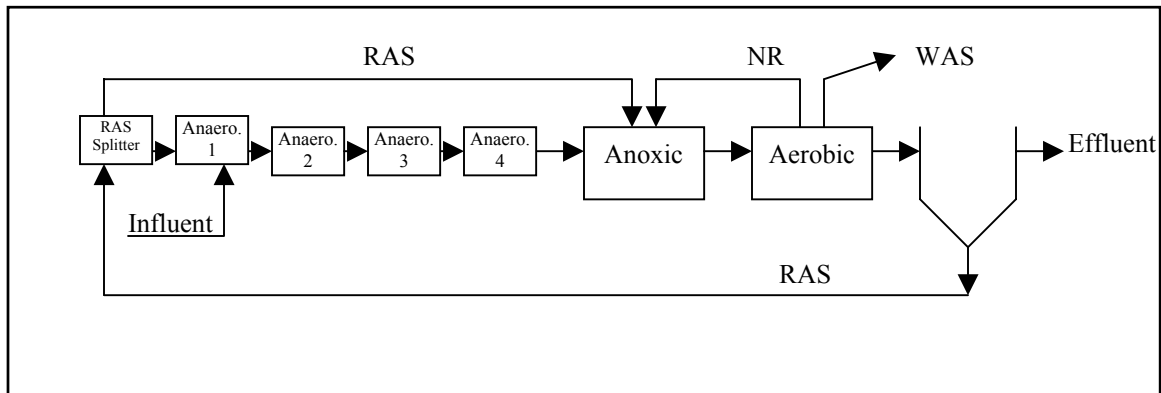 RAS
NR
WAS
RAS
Splitter
Anaero.
1
Anaero.
2
Anaero.
3
Anaero.
4
Anoxic
Aerobic
Effluent
Influent
RAS